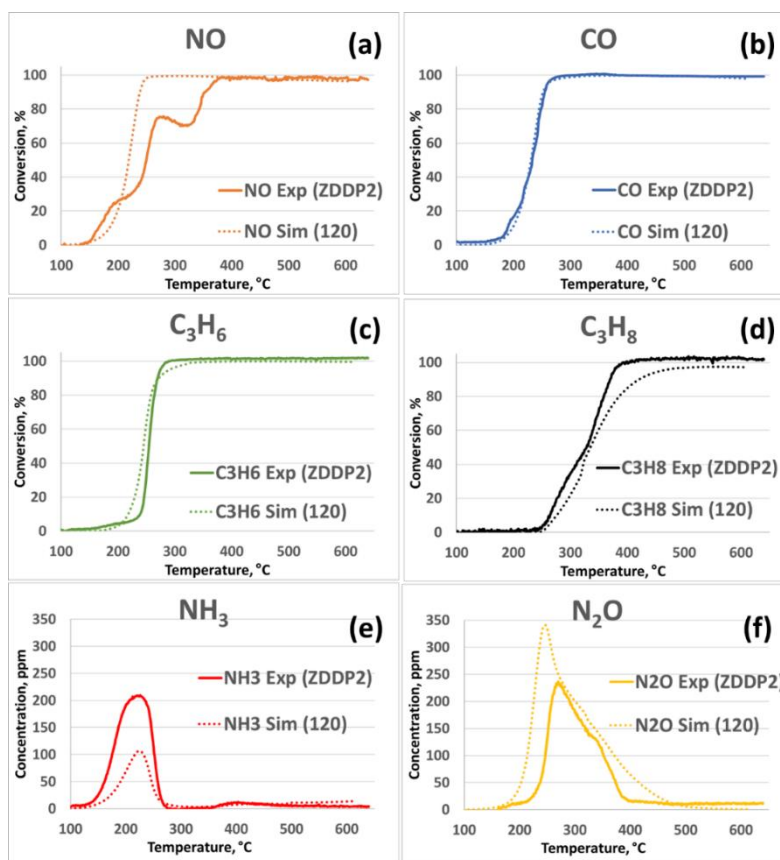 NO
(a)
100
80
60
40
20
0
Conversion, %
NO Exp (ZDDP2)
NO Sim (120)
100 200 300 400 500 600
Temperature, °C
CO
(b)
100
80
60
40
20
0
Conversion, %
CO Exp (ZDDP2)
CO Sim (120)
100 200 300 400 500 600
Temperature, °C
C₃H₆
(c)
100
80
60
40
20
0
Conversion, %
C3H6 Exp (ZDDP2)
C3H6 Sim (120)
100 200 300 400 500 600
Temperature, °C
C₃H₈
(d)
100
80
60
40
20
0
Conversion, %
C3H8 Exp (ZDDP2)
C3H8 Sim (120)
100 200 300 400 500 600
Temperature, °C
NH₃
(e)
350
300
250
200
150
100
50
0
Concentration, ppm
NH3 Exp (ZDDP2)
NH3 Sim (120)
100 200 300 400 500 600
Temperature, °C
N₂O
(f)
350
300
250
200
150
100
50
0
Concentration, ppm
N2O Exp (ZDDP2)
N2O Sim (120)
100 200 300 400 500 600
Temperature, °C